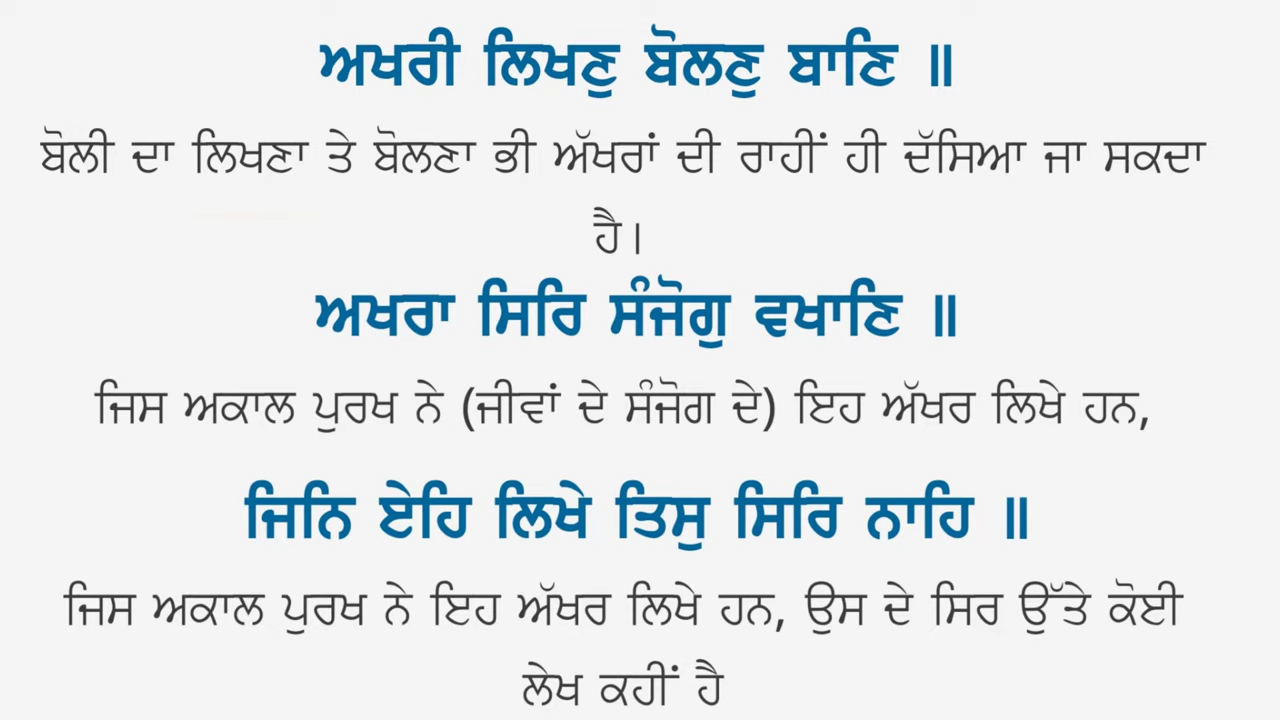 ਅਖਰੀ ਲਿਖਣੁ ਬੋਲਣੁ ਬਾਣਿ ॥
ਬੋਲੀ ਦਾ ਲਿਖਣਾ ਤੇ ਬੋਲਣਾ ਭੀ ਅੱਖਰਾਂ ਦੀ ਰਾਹੀਂ ਹੀ ਦੱਸਿਆ ਜਾ ਸਕਦਾ
ਹੈ।
ਅਖਰਾ ਸਿਰਿ ਸੰਜੋਗੁ ਵਖਾਣਿ ॥
ਜਿਸ ਅਕਾਲ ਪੁਰਖ ਨੇ (ਜੀਵਾਂ ਦੇ ਸੰਜੋਗ ਦੇ) ਇਹ ਅੱਖਰ ਲਿਖੇ ਹਨ,
ਜਿਨਿ ਏਹਿ ਲਿਖੇ ਤਿਸੁ ਸਿਰਿ ਨਾਹਿ ॥
ਜਿਸ ਅਕਾਲ ਪੁਰਖ ਨੇ ਇਹ ਅੱਖਰ ਲਿਖੇ ਹਨ, ਉਸ ਦੇ ਸਿਰ ਉੱਤੇ ਕੋਈ
ਲੇਖ ਕਹੀਂ ਹੈ